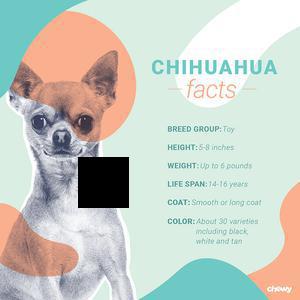 CHIHUAHUA
facts
BREED GROUP: Toy
HEIGHT: 5-8 inches
WEIGHT: Up to 6 pounds
LIFE SPAN: 14-16 years
COAT: Smooth or long coat
COLOR: About 30 varieties
including black,
white and tan
chewy